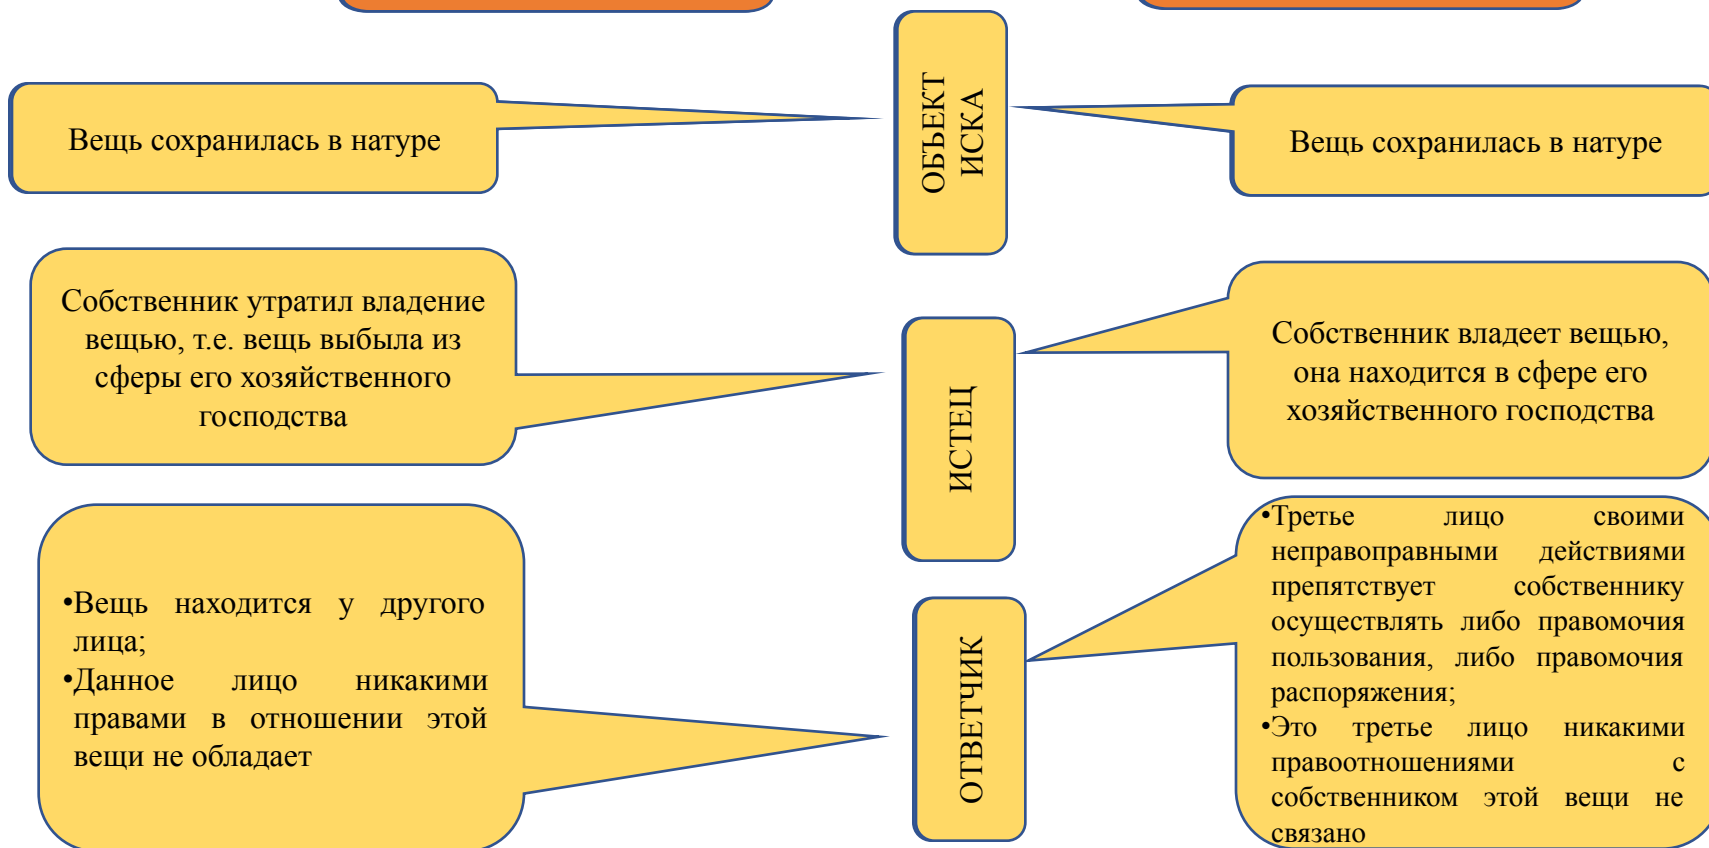 Вещь сохранилась в натуре
ОБЪЕКТ
ИСКА
Вещь сохранилась в натуре
Собственник утратил владение
вещью, т.е. вещь выбыла из
сферы его хозяйственного
господства
ИСТЕЦ
Собственник владеет вещью,
она находится в сфере его
хозяйственного господства
•Вещь находится у другого
лица;
•Данное лицо никакими
правами в отношении этой
вещи не обладает
ОТВЕТЧИК
•Третье лицо своими
неправоправными действиями
препятствует собственнику
осуществлять либо правомочия
пользования, либо правомочия
распоряжения;
•Это третье лицо никакими
правоотношениями с
собственником этой вещи не
связано